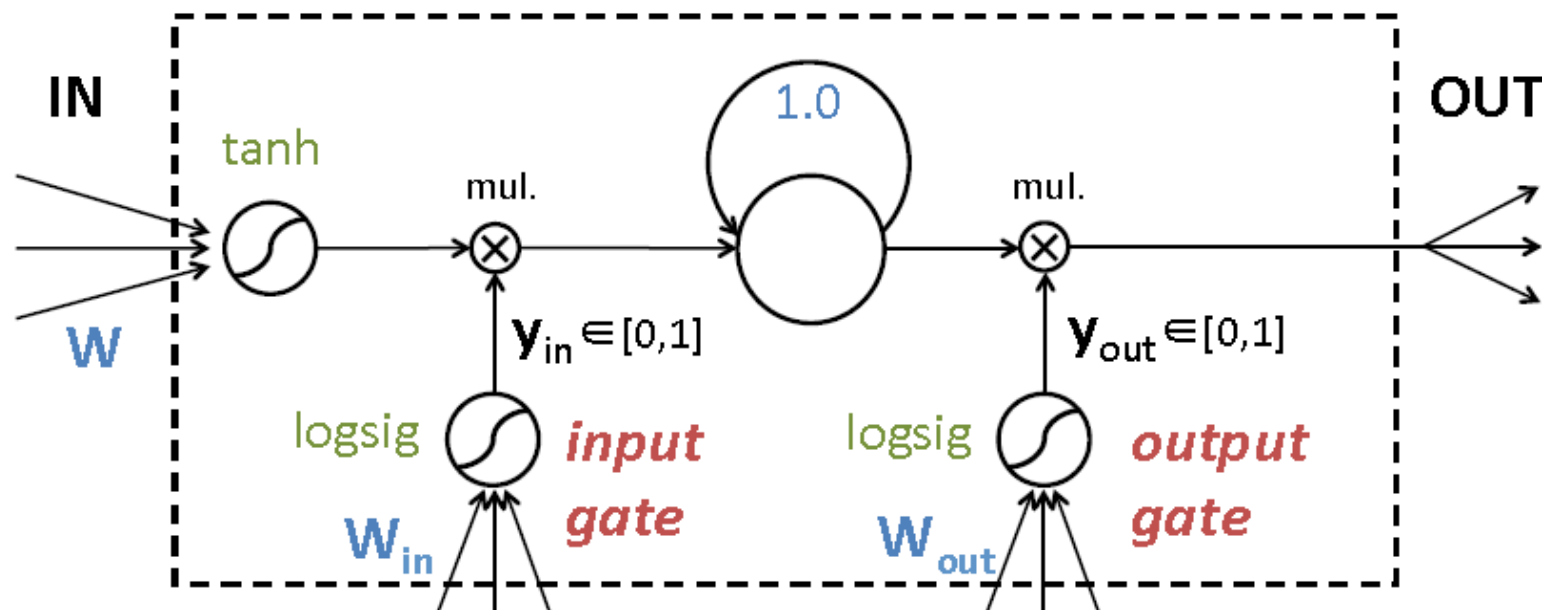 IN
OUT
1.0
tanh
mul.
mul.
W
y_in ∈ [0,1]
y_out ∈ [0,1]
logsig
input
gate
logsig
output
gate
W_in
W_out